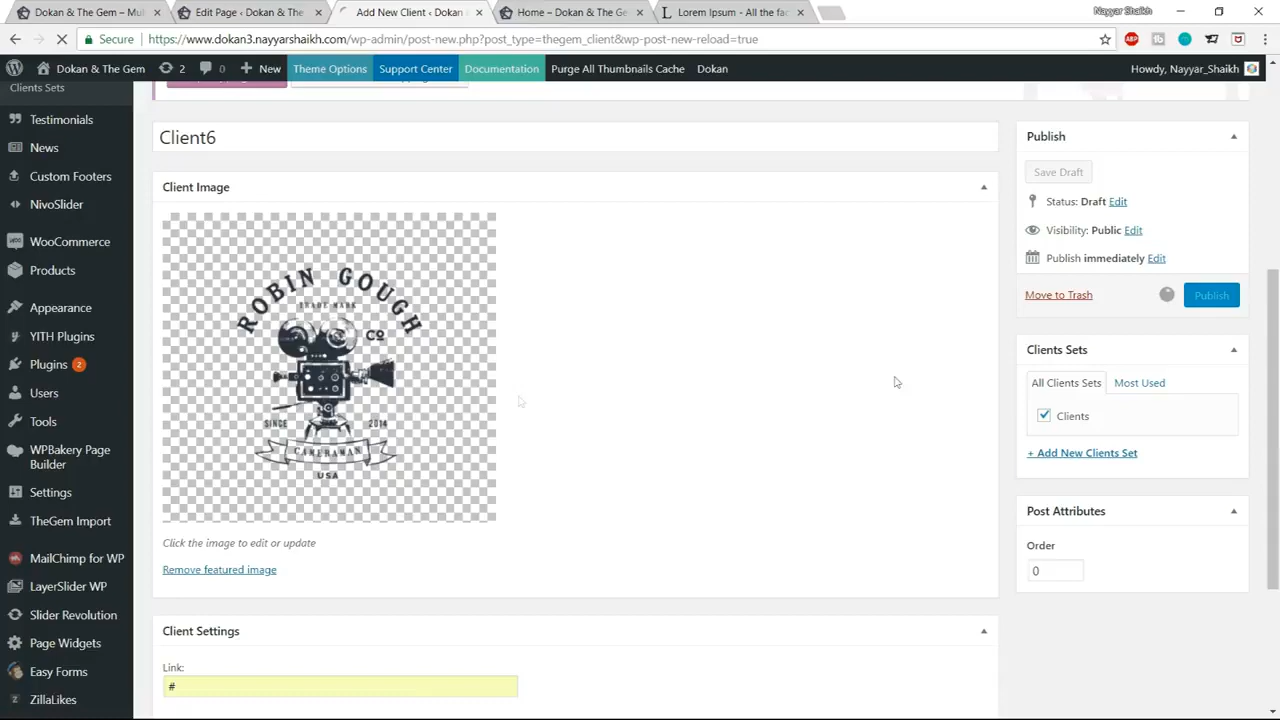 Dokan & The Gem – Mul
Edit Page ‹ Dokan & The
Add New Client ‹ Dokan
Home – Dokan & The Ge
Lorem Ipsum - All the fac
Nayyar Shaikh
Secure
https://www.dokan3.nayyarshaikh.com/wp-admin/post-new.php?post_type=thegem_client&wp-post-new-reload=true
ABP
Dokan & The Gem
2
0
New
Theme Options
Support Center
Documentation
Purge All Thumbnails Cache
Dokan
Howdy, Nayyar_Shaikh
Clients Sets
Testimonials
News
Custom Footers
NivoSlider
WooCommerce
Products
Appearance
YITH Plugins
Plugins 2
Users
Tools
WPBakery Page
Builder
Settings
TheGem Import
MailChimp for WP
LayerSlider WP
Slider Revolution
Page Widgets
Easy Forms
ZillaLikes
Client6
Client Image
ROBIN GOUGH
TRADE MARK
CO
SINCE 2014
CAMERAMAN
USA
Click the image to edit or update
Remove featured image
Client Settings
Link:
#
Publish
Save Draft
Status: Draft Edit
Visibility: Public Edit
Publish immediately Edit
Move to Trash
Publish
Clients Sets
All Clients Sets
Most Used
Clients
+ Add New Clients Set
Post Attributes
Order
0